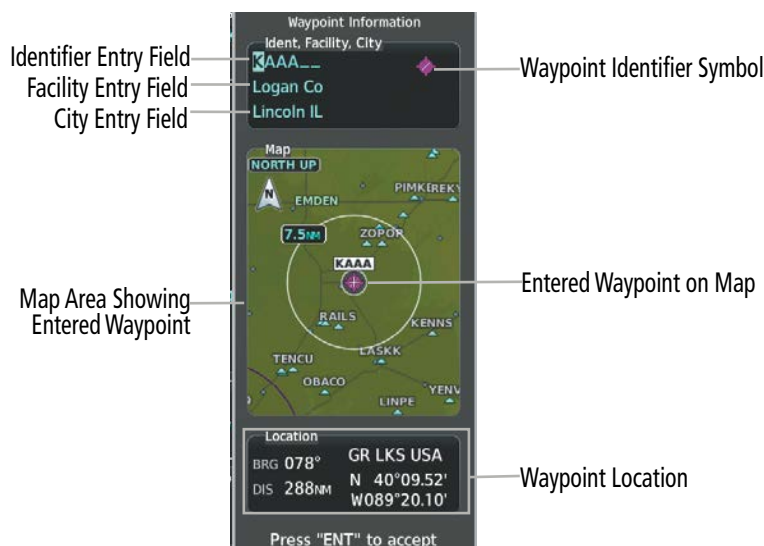 Waypoint Information
Ident, Facility, City
Identifier Entry Field
KAAA__
Waypoint Identifier Symbol
Facility Entry Field
Logan Co
City Entry Field
Lincoln IL
Map
NORTH UP
N
PIMKE
REKY
EMDEN
7.5NM
ZOPOR
KAAA
Entered Waypoint on Map
Map Area Showing
Entered Waypoint
RAILS
KENNS
LASKK
TENCU
OBACO
YENV
LINPE
Location
BRG 078°
GR LKS USA
DIS 288NM
N 40°09.52'
W089°20.10'
Waypoint Location
Press "ENT" to accept